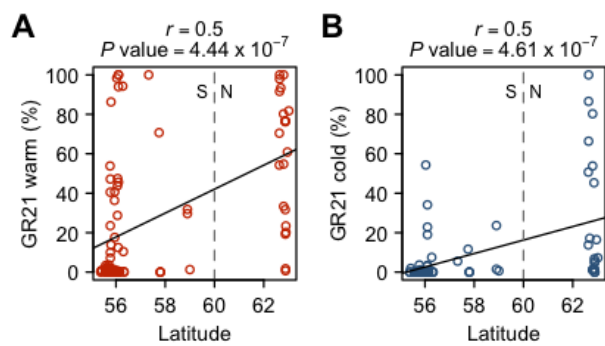 A
r = 0.5
P value = 4.44 x 10⁻⁷
GR21 warm (%)
100
80
60
40
20
0
S N
56 58 60 62
Latitude
B
r = 0.5
P value = 4.61 x 10⁻⁷
GR21 cold (%)
100
80
60
40
20
0
S N
56 58 60 62
Latitude